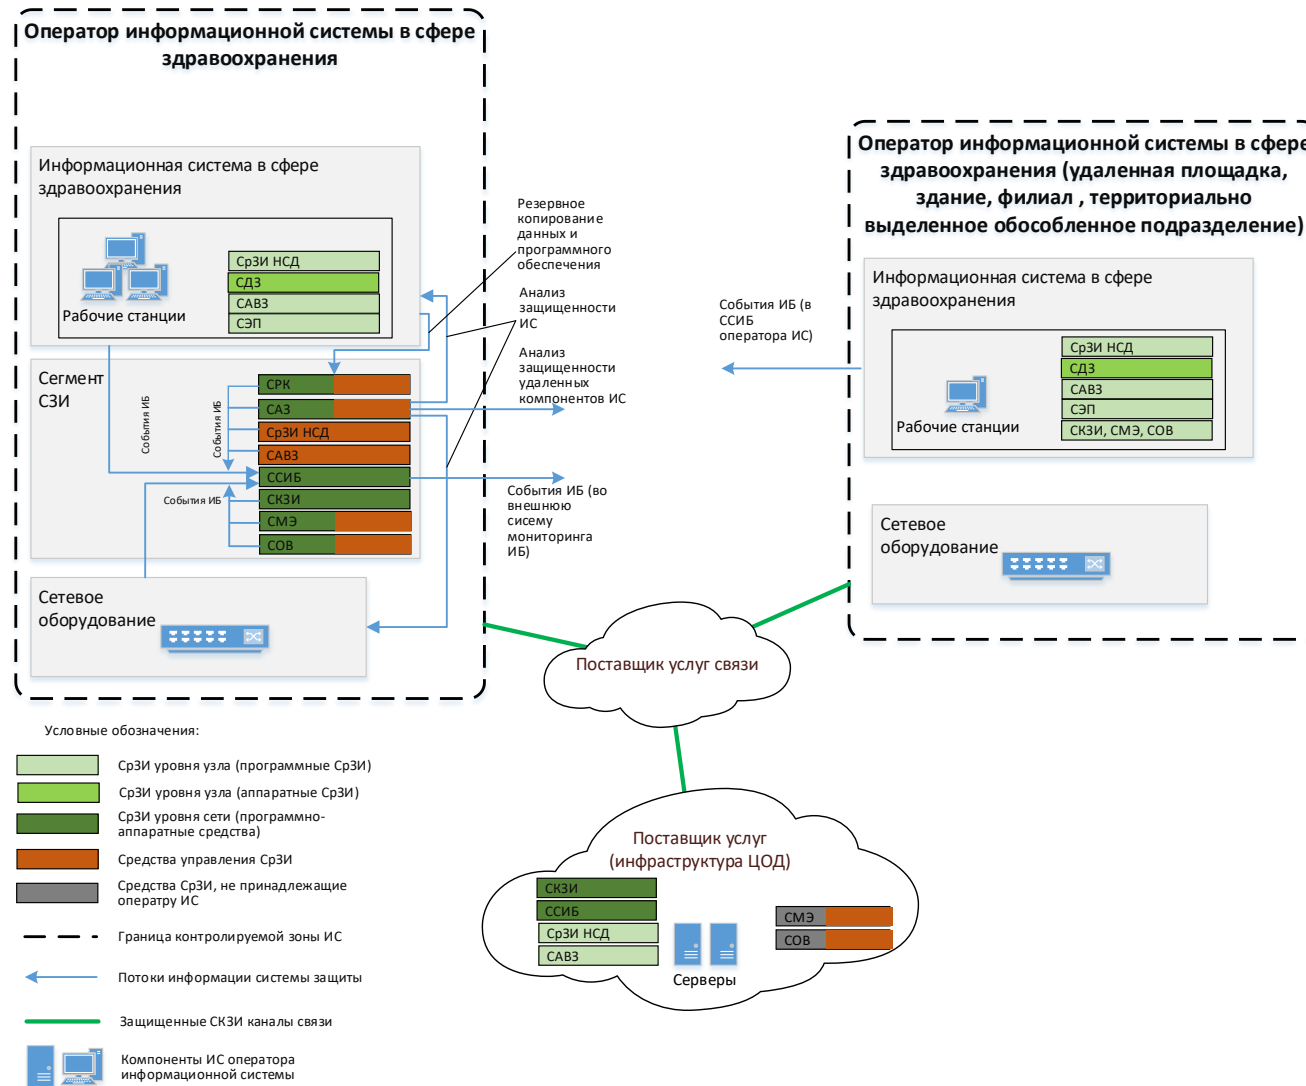 Оператор информационной системы в сфере
здравоохранения
Информационная система в сфере
здравоохранения
Рабочие станции
СрЗИ НСД
СДЗ
САВЗ
СЭП
Сегмент
СЗИ
СРК
САЗ
СрЗИ НСД
САВЗ
ССИБ
СКЗИ
СМЭ
СОВ
События ИБ
События ИБ
События ИБ
Сетевое
оборудование
Резервное
копирование
данных и
программного
обеспечения
Анализ
защищенности
ИС
Анализ
защищенности
удаленных
компонентов ИС
События ИБ (во
внешнюю
сисему
мониторинга
ИБ)
События ИБ (в
ССИБ
оператора ИС)
Оператор информационной системы в сфере
здравоохранения (удаленная площадка,
здание, филиал , территориально
выделенное обособленное подразделение)
Информационная система в сфере
здравоохранения
Рабочие станции
СрЗИ НСД
СДЗ
САВЗ
СЭП
СКЗИ, СМЭ, СОВ
Сетевое
оборудование
Поставщик услуг связи
Поставщик услуг
(инфраструктура ЦОД)
СКЗИ
ССИБ
СрЗИ НСД
САВЗ
Серверы
СМЭ
СОВ
Условные обозначения:
СрЗИ уровня узла (программные СрЗИ)
СрЗИ уровня узла (аппаратные СрЗИ)
СрЗИ уровня сети (программно-
аппаратные средства)
Средства управления СрЗИ
Средства СрЗИ, не принадлежащие
оператру ИС
Граница контролируемой зоны ИС
Потоки информации системы защиты
Защищенные СКЗИ каналы связи
Компоненты ИС оператора
информационной системы